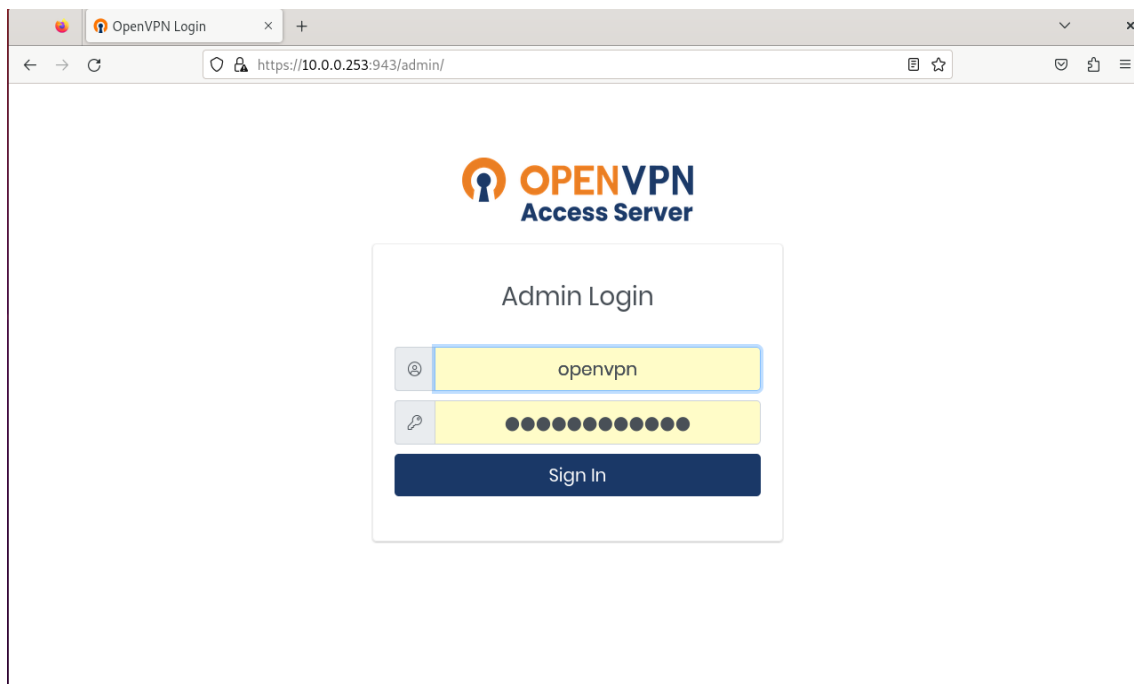 OpenVPN Login
https://10.0.0.253:943/admin/
OPENVPN
Access Server
Admin Login
openvpn
●●●●●●●●●●●●
Sign In